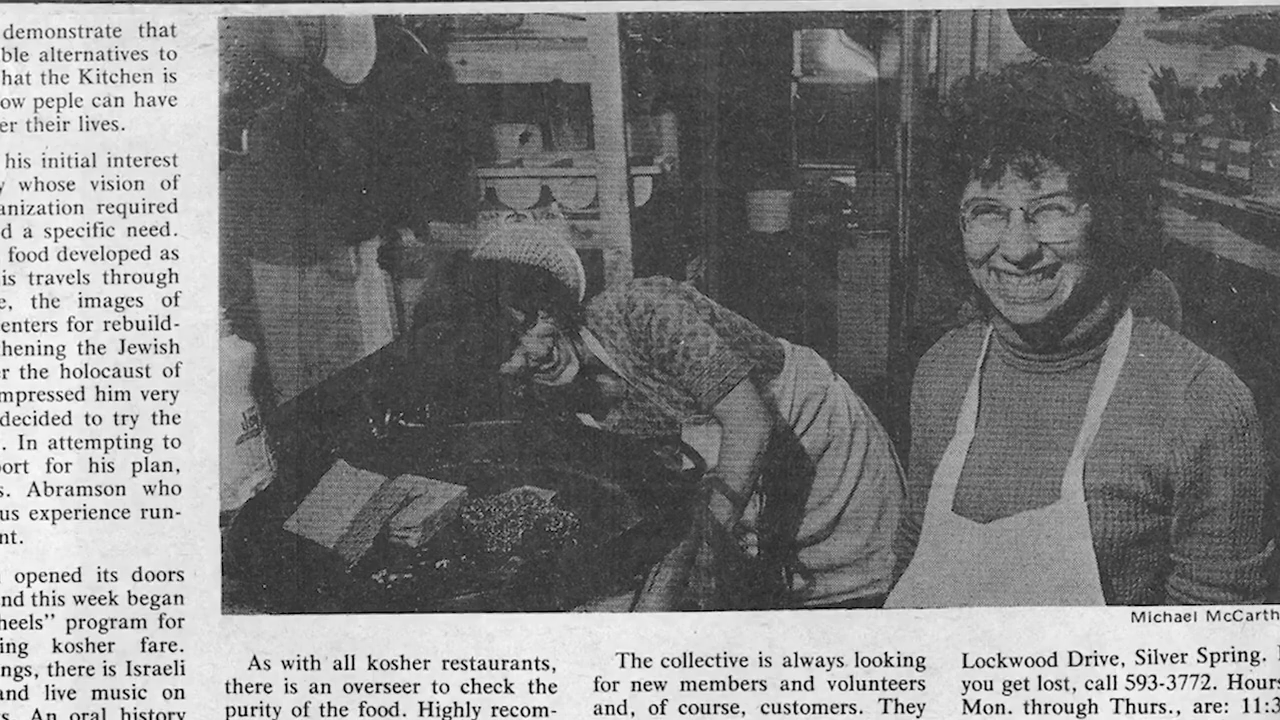 demonstrate that
ble alternatives to
hat the Kitchen is
ow peple can have
er their lives.
his initial interest
y whose vision of
anization required
d a specific need.
food developed as
is travels through
e, the images of
enters for rebuild-
thening the Jewish
r the holocaust of
mpressed him very
decided to try the
. In attempting to
port for his plan,
s. Abramson who
us experience run-
nt.
opened its doors
nd this week began
heels" program for
ing kosher fare.
ngs, there is Israeli
and live music on
s. An oral history
Michael McCarth
As with all kosher restaurants,
there is an overseer to check the
purity of the food. Highly recom-
The collective is always looking
for new members and volunteers
and, of course, customers. They
Lockwood Drive, Silver Spring.
you get lost, call 593-3772. Hours
Mon. through Thurs., are: 11:3